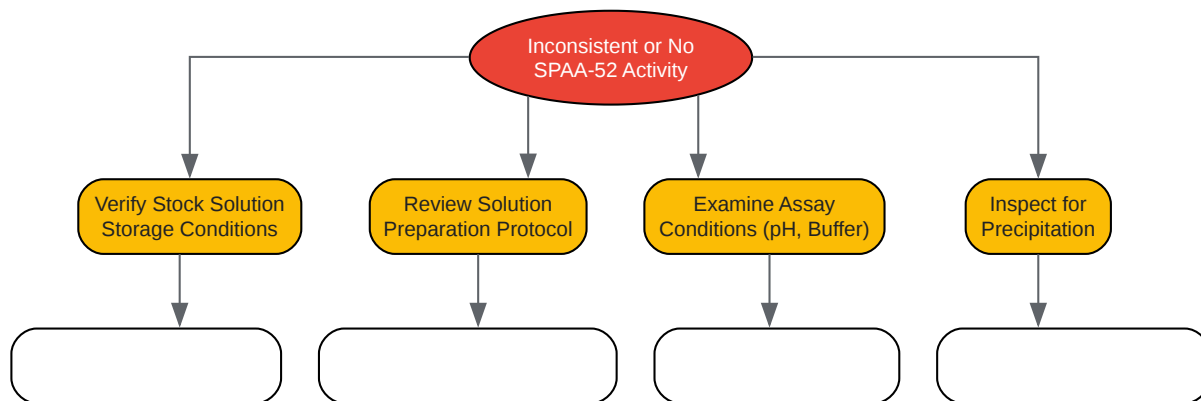 Inconsistent or No
SPAA-52 Activity
Verify Stock Solution
Storage Conditions
Review Solution
Preparation Protocol
Examine Assay
Conditions (pH, Buffer)
Inspect for
Precipitation